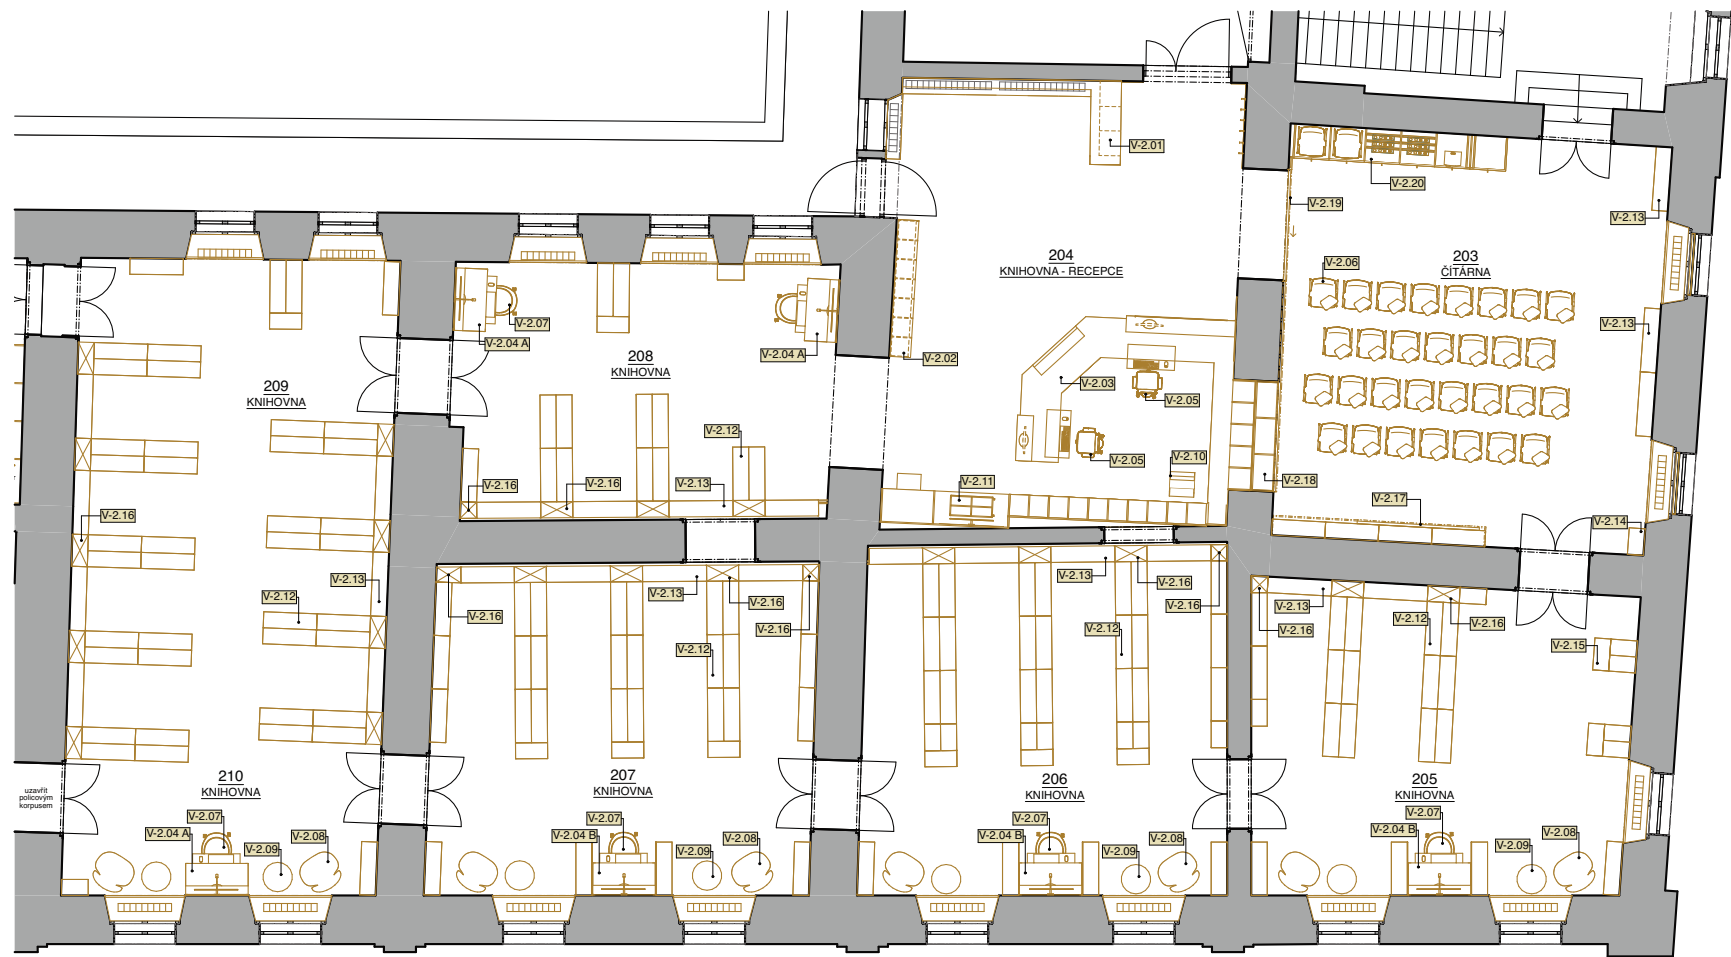 V-2.01
V-2.20
V-2.19
V-2.13
204
KNIHOVNA - RECEPCE
203
ČÍTÁRNA
V-2.06
V-2.07
V-2.13
V-2.04 A
V-2.04 A
V-2.02
208
KNIHOVNA
209
KNIHOVNA
V-2.03
V-2.05
V-2.12
V-2.05
V-2.10
V-2.16
V-2.16
V-2.13
V-2.11
V-2.18
V-2.17
V-2.16
V-2.14
V-2.13
V-2.12
V-2.16
V-2.13
V-2.16
V-2.16
V-2.12
V-2.13
V-2.16
V-2.16
V-2.12
V-2.13
V-2.16
V-2.12
V-2.16
V-2.15
210
KNIHOVNA
207
KNIHOVNA
206
KNIHOVNA
205
KNIHOVNA
uzavřít
policovým
korpusem
V-2.07
V-2.04 A
V-2.09
V-2.08
V-2.07
V-2.04 B
V-2.09
V-2.08
V-2.07
V-2.04 B
V-2.09
V-2.08
V-2.07
V-2.04 B
V-2.09
V-2.08